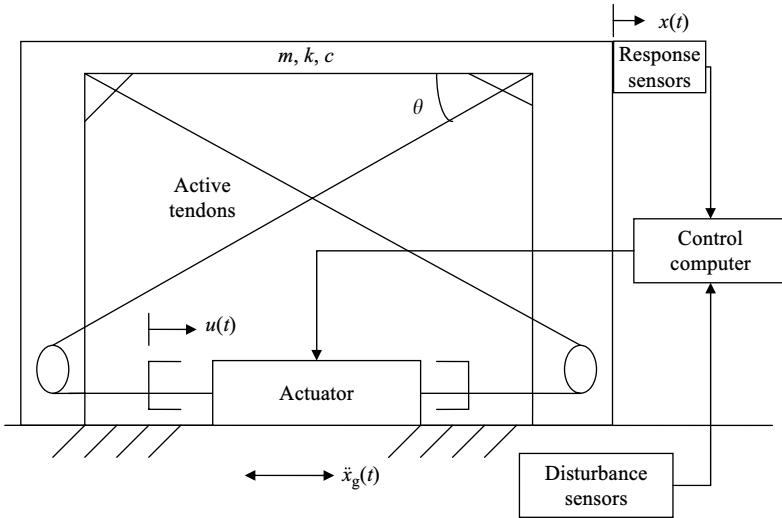 x(t)
m, k, c
Response
sensors
θ
Active
tendons
Control
computer
u(t)
Actuator
ẍg(t)
Disturbance
sensors